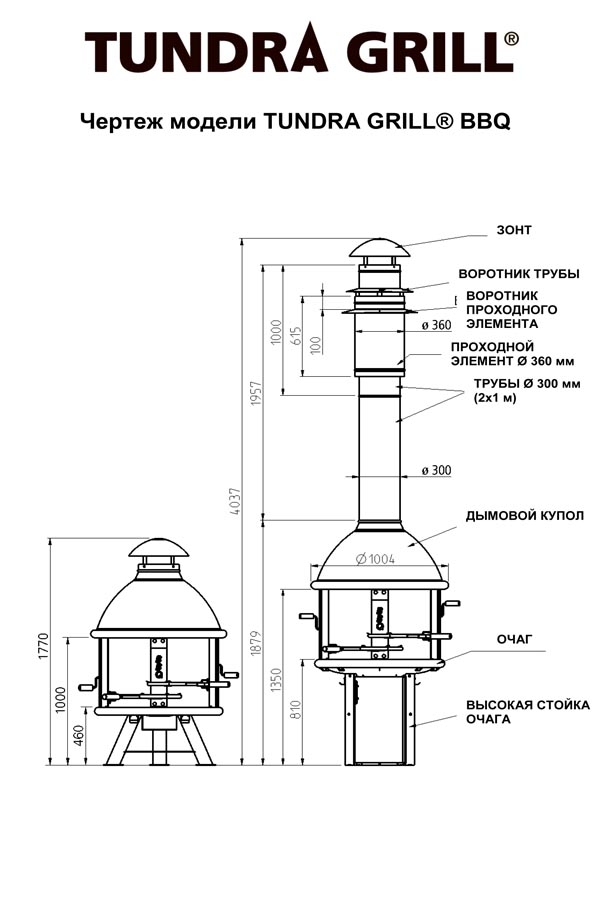 TUNDRA GRILL®
Чертеж модели TUNDRA GRILL® BBQ
ЗОНТ
ВОРОТНИК ТРУБЫ
ВОРОТНИК
ПРОХОДНОГО
ЭЛЕМЕНТА
ø 360
ПРОХОДНОЙ
ЭЛЕМЕНТ Ø 360 мм
ТРУБЫ Ø 300 мм
(2х1 м)
ø 300
ДЫМОВОЙ КУПОЛ
Ø1004
ОЧАГ
ВЫСОКАЯ СТОЙКА
ОЧАГА
4037
1957
1000
615
100
1879
1350
810
1770
1000
460